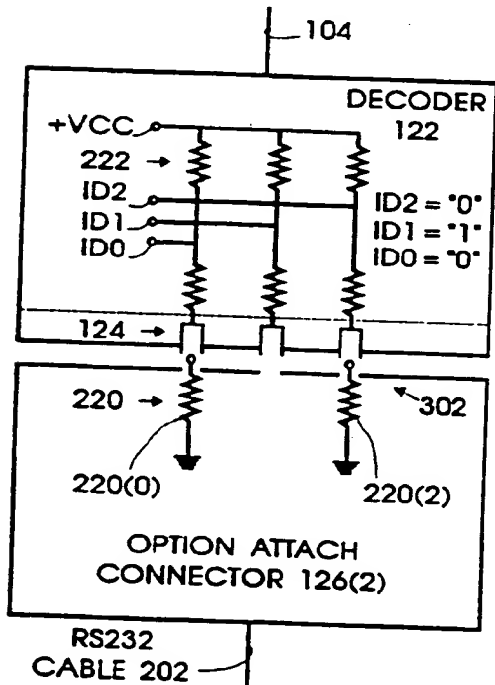 104
DECODER
122
+VCC
222
ID2
ID1
ID0
ID2 = "0"
ID1 = "1"
ID0 = "0"
124
220
302
220(0)
220(2)
OPTION ATTACH
CONNECTOR 126(2)
RS232
CABLE 202